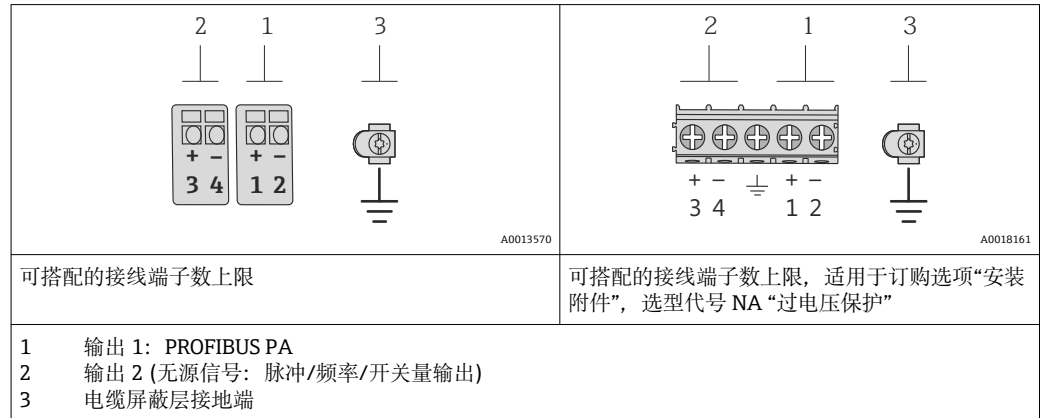 2 1 3
+ − + −
3 4 1 2
A0013570
2 1 3
+ − + −
3 4 1 2
A0018161
可搭配的接线端子数上限
可搭配的接线端子数上限，适用于订购选项“安装
附件”，选型代号 NA “过电压保护”
1 输出 1：PROFIBUS PA
2 输出 2 (无源信号：脉冲/频率/开关量输出)
3 电缆屏蔽层接地端